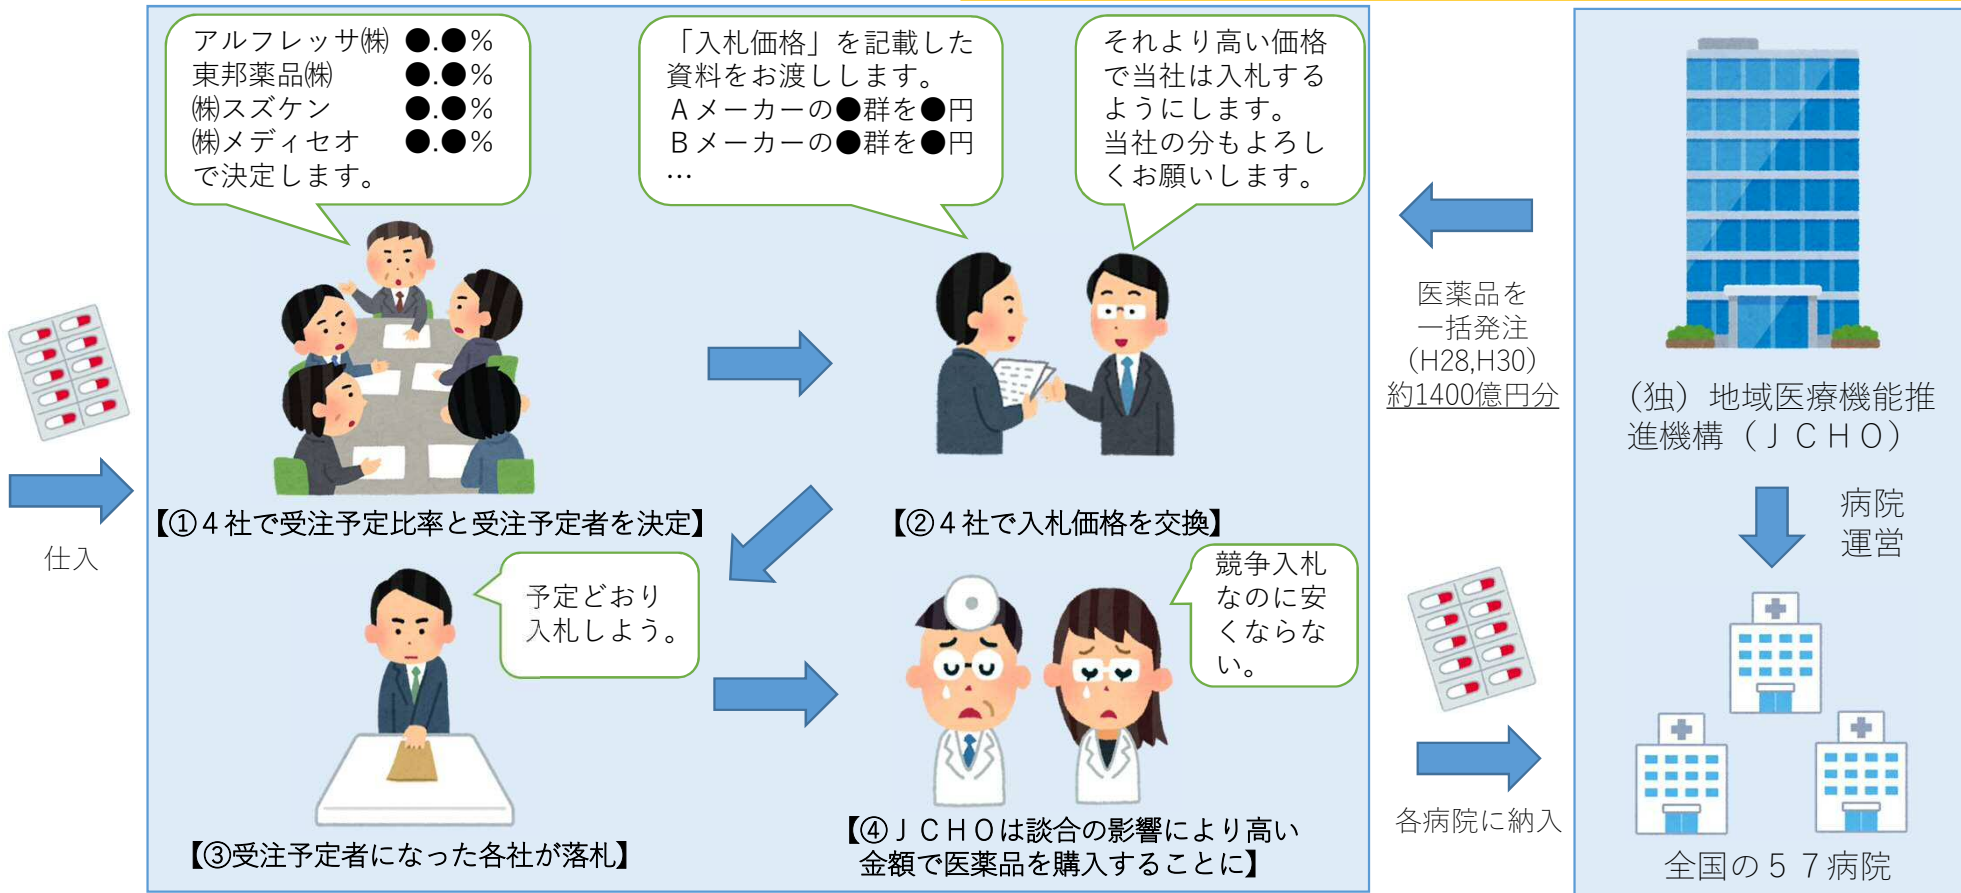 アルフレッサ㈱ ●.●%
東邦薬品㈱ ●.●%
㈱スズケン ●.●%
㈱メディセオ ●.●%
で決定します。
「入札価格」を記載した
資料をお渡しします。
Ａメーカーの●群を●円
Ｂメーカーの●群を●円
…
それより高い価格
で当社は入札する
ようにします。
当社の分もよろし
くお願いします。
【①４社で受注予定比率と受注予定者を決定】
【②４社で入札価格を交換】
仕入
予定どおり
入札しよう。
競争入札
なのに安
くならな
い。
【③受注予定者になった各社が落札】
【④ＪＣＨＯは談合の影響により高い
金額で医薬品を購入することに】
医薬品を
一括発注
(H28,H30)
約1400億円分
（独）地域医療機能推
進機構（ＪＣＨＯ）
病院
運営
各病院に納入
全国の５７病院